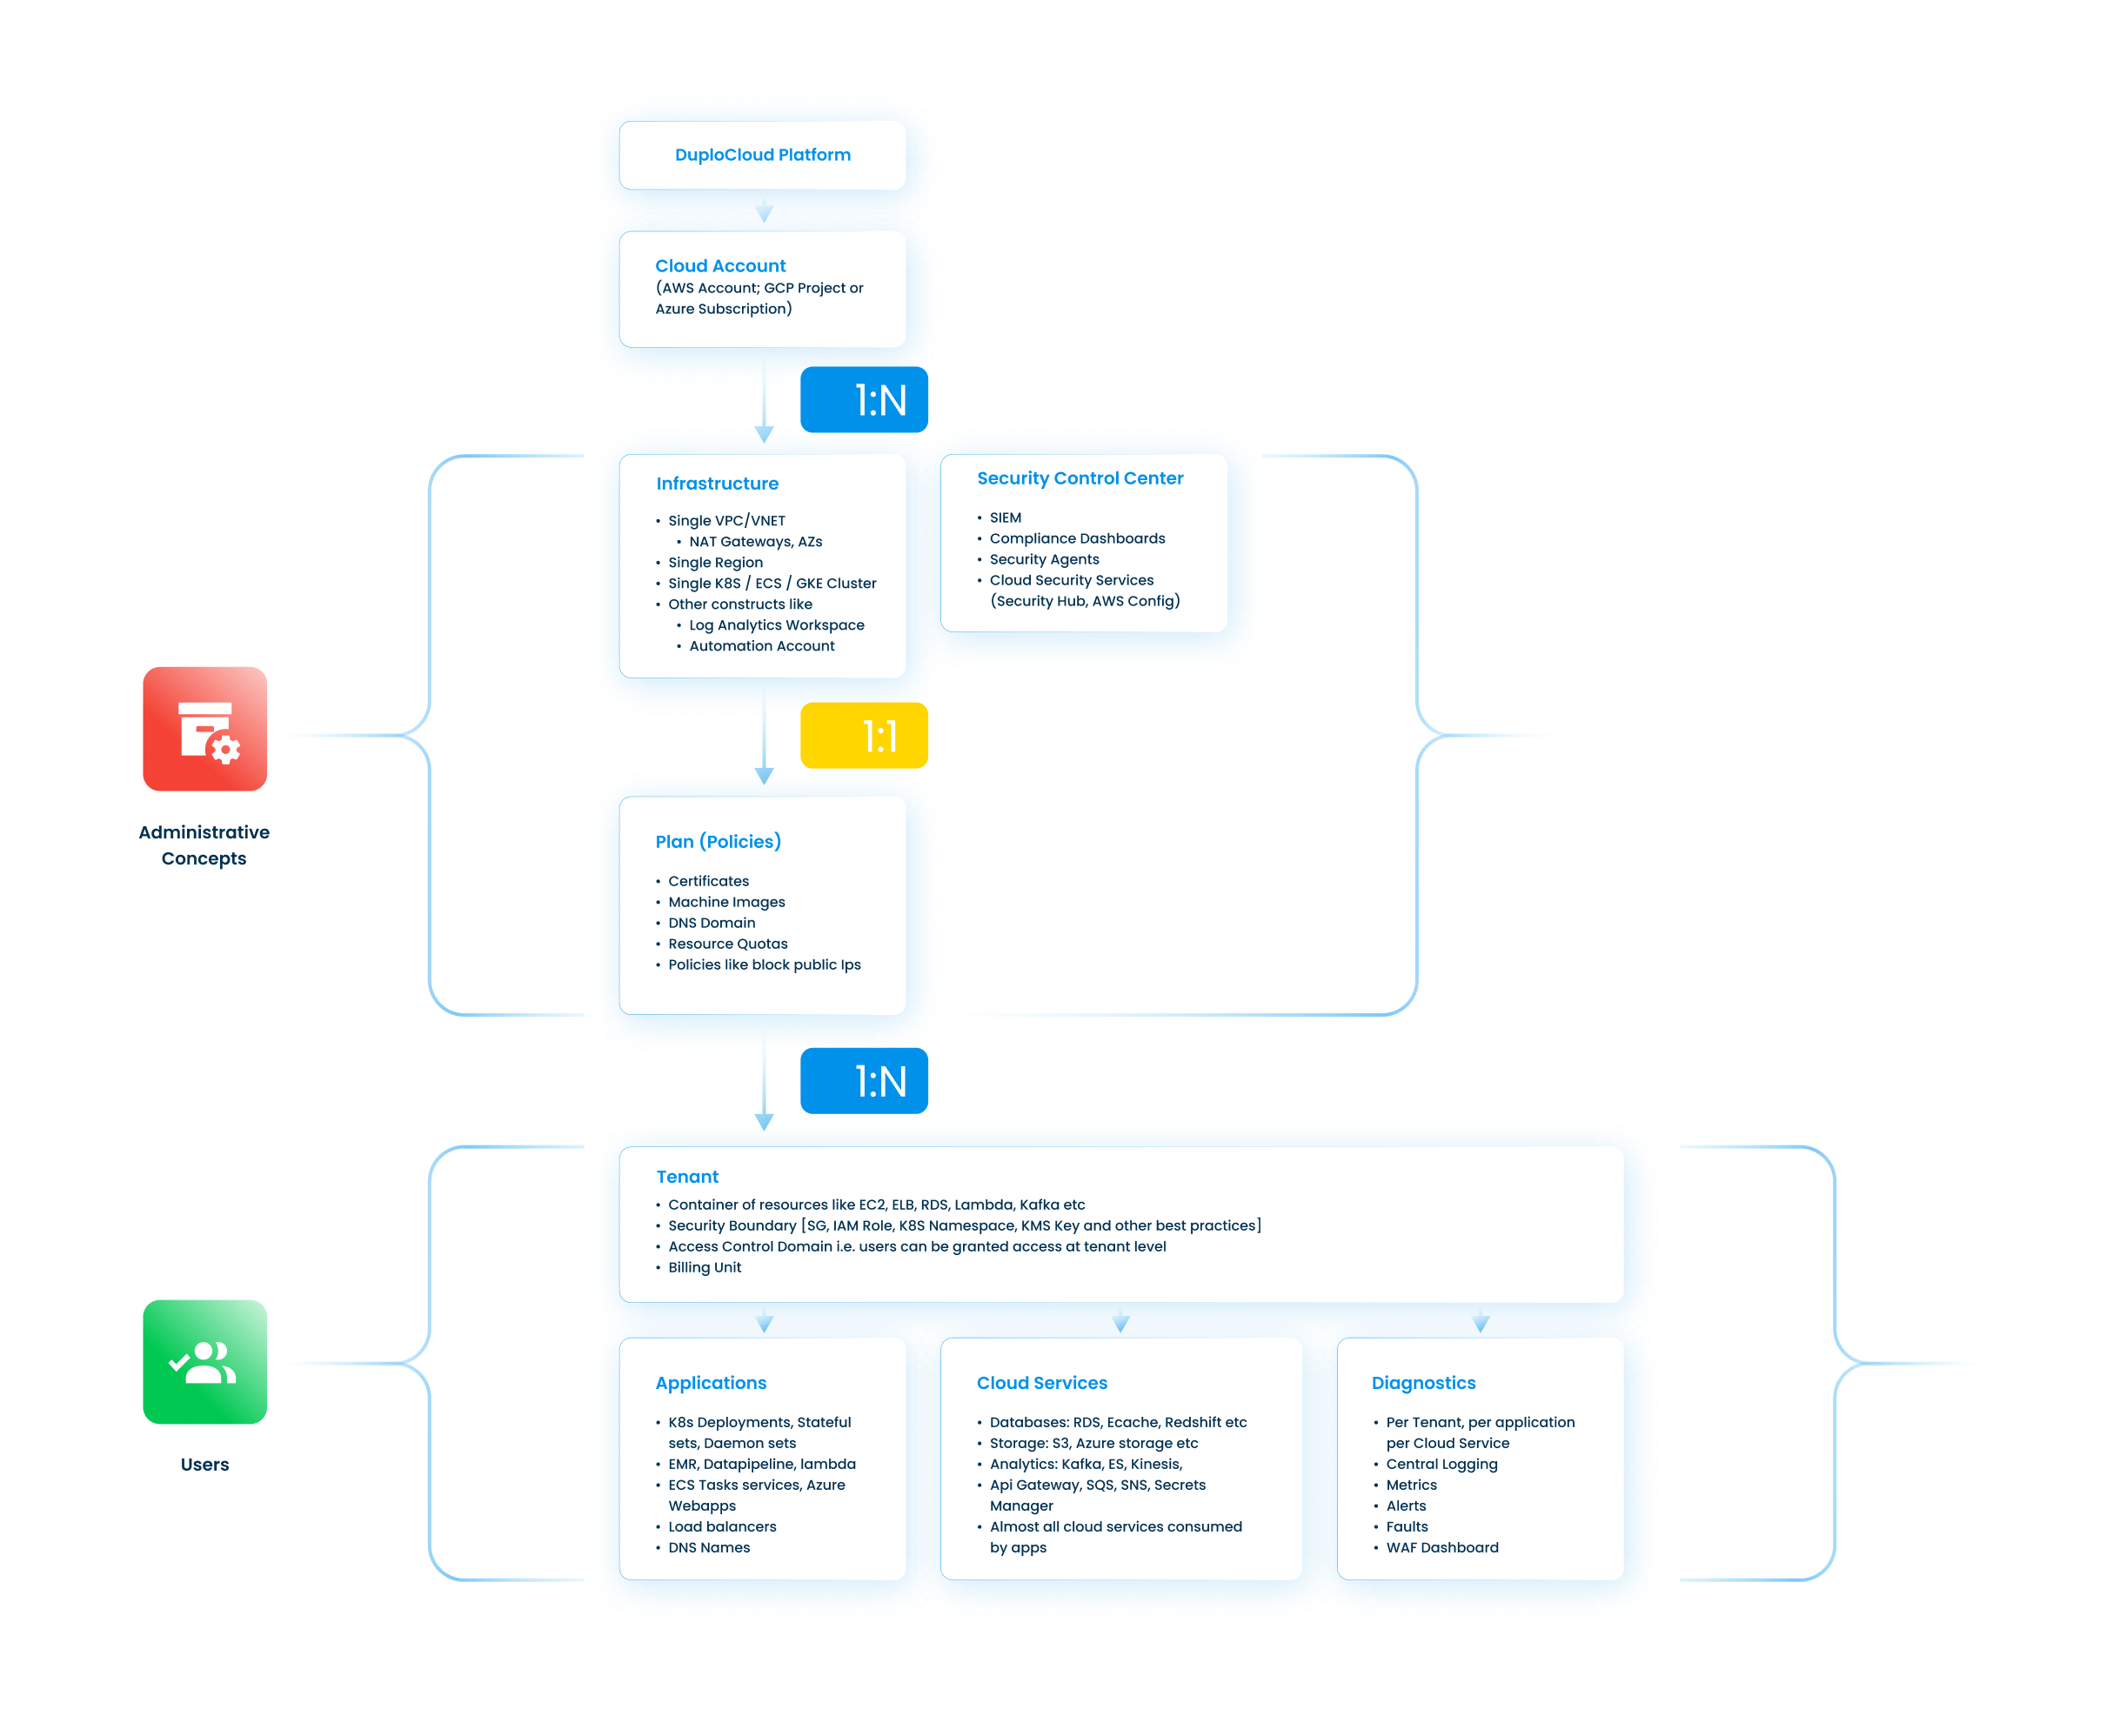 DuploCloud Platform
Cloud Account
(AWS Account; GCP Project or
Azure Subscription)
1:N
Infrastructure
• Single VPC/VNET
• NAT Gateways, AZs
• Single Region
• Single K8S / ECS / GKE Cluster
• Other constructs like
• Log Analytics Workspace
• Automation Account
Security Control Center
• SIEM
• Compliance Dashboards
• Security Agents
• Cloud Security Services
(Security Hub, AWS Config)
1:1
Administrative
Concepts
Plan (Policies)
• Certificates
• Machine Images
• DNS Domain
• Resource Quotas
• Policies like block public Ips
1:N
Tenant
• Container of resources like EC2, ELB, RDS, Lambda, Kafka etc
• Security Boundary [SG, IAM Role, K8S Namespace, KMS Key and other best practices]
• Access Control Domain i.e. users can be granted access at tenant level
• Billing Unit
Users
Applications
• K8s Deployments, Stateful
sets, Daemon sets
• EMR, Datapipeline, lambda
• ECS Tasks services, Azure
Webapps
• Load balancers
• DNS Names
Cloud Services
• Databases: RDS, Ecache, Redshift etc
• Storage: S3, Azure storage etc
• Analytics: Kafka, ES, Kinesis,
• Api Gateway, SQS, SNS, Secrets
Manager
• Almost all cloud services consumed
by apps
Diagnostics
• Per Tenant, per application
per Cloud Service
• Central Logging
• Metrics
• Alerts
• Faults
• WAF Dashboard